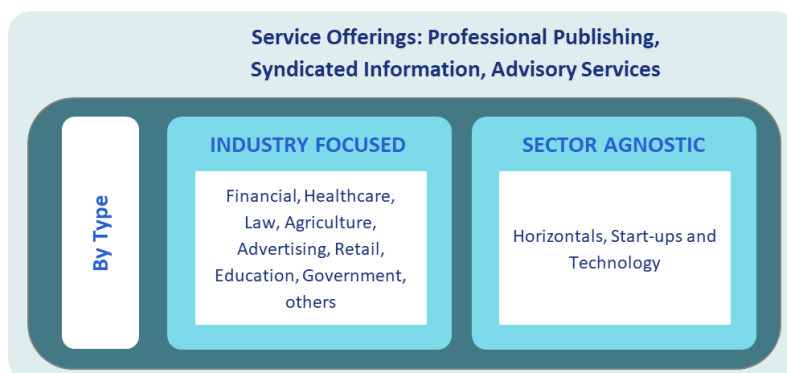 Service Offerings: Professional Publishing,
Syndicated Information, Advisory Services
By Type
INDUSTRY FOCUSED
Financial, Healthcare,
Law, Agriculture,
Advertising, Retail,
Education, Government,
others
SECTOR AGNOSTIC
Horizontals, Start-ups and
Technology